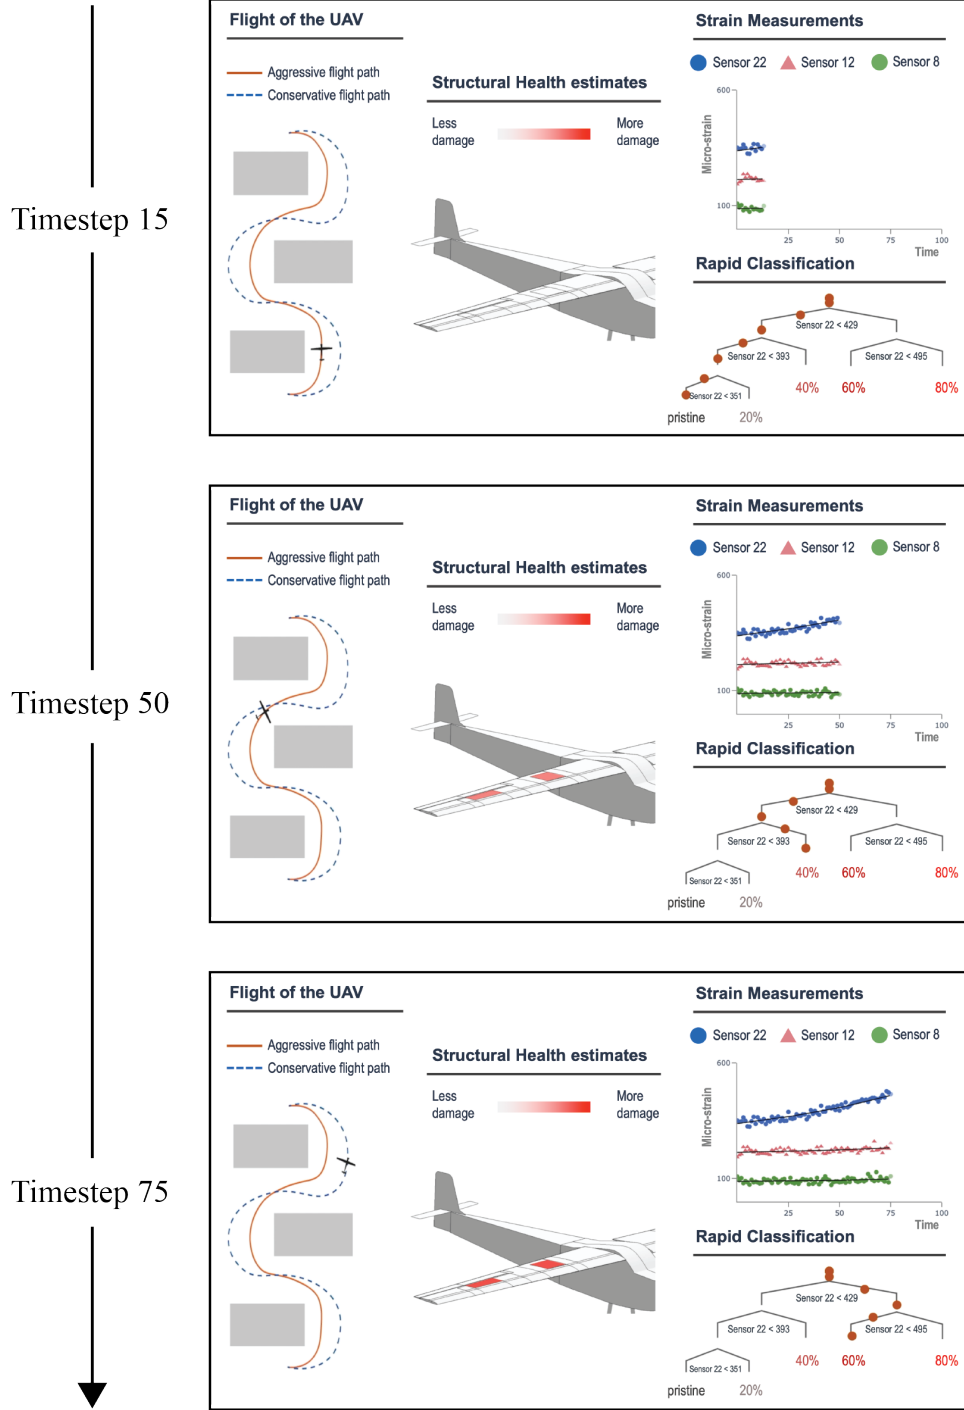 Timestep 15
Flight of the UAV
Aggressive flight path
Conservative flight path
Structural Health estimates
Less damage
More damage
Strain Measurements
Sensor 22
Sensor 12
Sensor 8
600
Micro-strain
100
25
50
75
100
Time
Rapid Classification
Sensor 22 < 429
Sensor 22 < 393
Sensor 22 < 495
40%
60%
80%
Sensor 22 < 351
pristine
20%
Timestep 50
Flight of the UAV
Aggressive flight path
Conservative flight path
Structural Health estimates
Less damage
More damage
Strain Measurements
Sensor 22
Sensor 12
Sensor 8
600
Micro-strain
100
25
50
75
100
Time
Rapid Classification
Sensor 22 < 429
Sensor 22 < 393
Sensor 22 < 495
40%
60%
80%
Sensor 22 < 351
pristine
20%
Timestep 75
Flight of the UAV
Aggressive flight path
Conservative flight path
Structural Health estimates
Less damage
More damage
Strain Measurements
Sensor 22
Sensor 12
Sensor 8
600
Micro-strain
100
25
50
75
100
Time
Rapid Classification
Sensor 22 < 429
Sensor 22 < 393
Sensor 22 < 495
40%
60%
80%
Sensor 22 < 351
pristine
20%